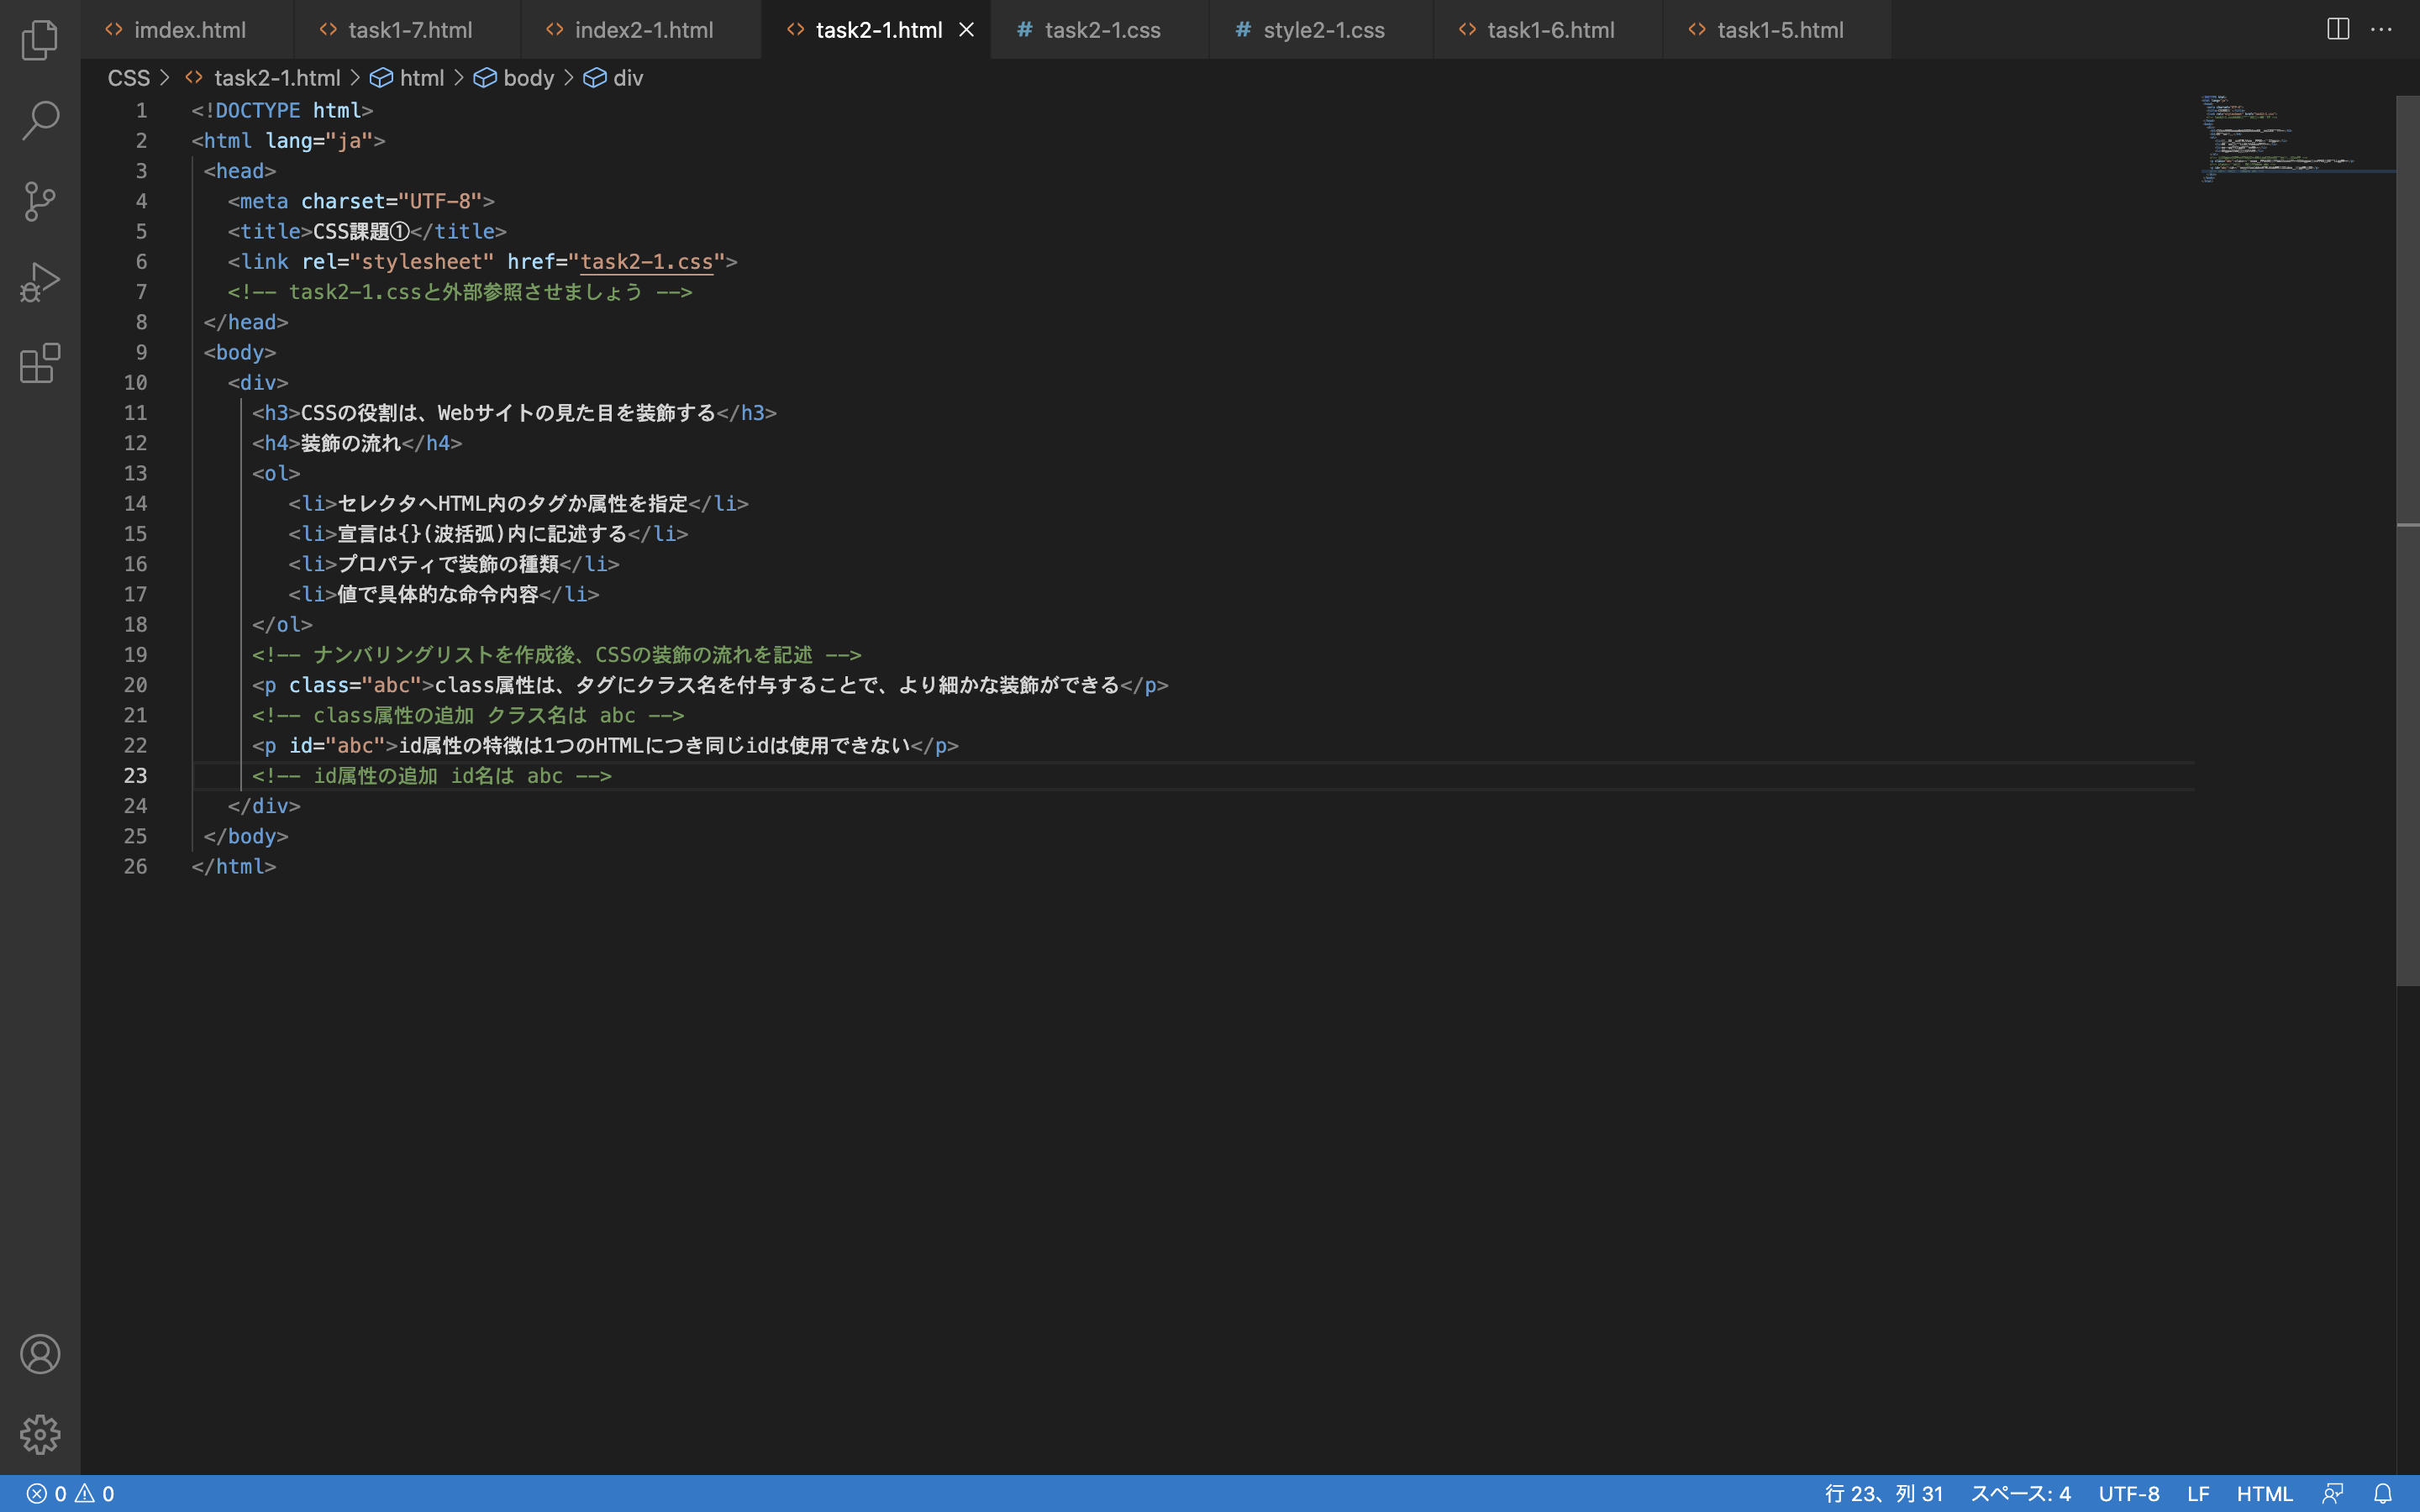 imdex.html task1-7.html index2-1.html task2-1.html task2-1.css style2-1.css task1-6.html task1-5.html
CSS > task2-1.html > html > body > div
1 <!DOCTYPE html>
2 <html lang="ja">
3 <head>
4 <meta charset="UTF-8">
5 <title>CSS課題①</title>
6 <link rel="stylesheet" href="task2-1.css">
7 <!-- task2-1.cssと外部参照させましょう -->
8 </head>
9 <body>
10 <div>
11 <h3>CSSの役割は、Webサイトの見た目を装飾する</h3>
12 <h4>装飾の流れ</h4>
13 <ol>
14 <li>セレクタへHTML内のタグか属性を指定</li>
15 <li>宣言は{}(波括弧)内に記述する</li>
16 <li>プロパティで装飾の種類</li>
17 <li>値で具体的な命令内容</li>
18 </ol>
19 <!-- ナンバリングリストを作成後、CSSの装飾の流れを記述 -->
20 <p class="abc">class属性は、タグにクラス名を付与することで、より細かな装飾ができる</p>
21 <!-- class属性の追加 クラス名は abc -->
22 <p id="abc">id属性の特徴は1つのHTMLにつき同じidは使用できない</p>
23 <!-- id属性の追加 id名は abc -->
24 </div>
25 </body>
26 </html>
0 0 行 23、列 31 スペース: 4 UTF-8 LF HTML